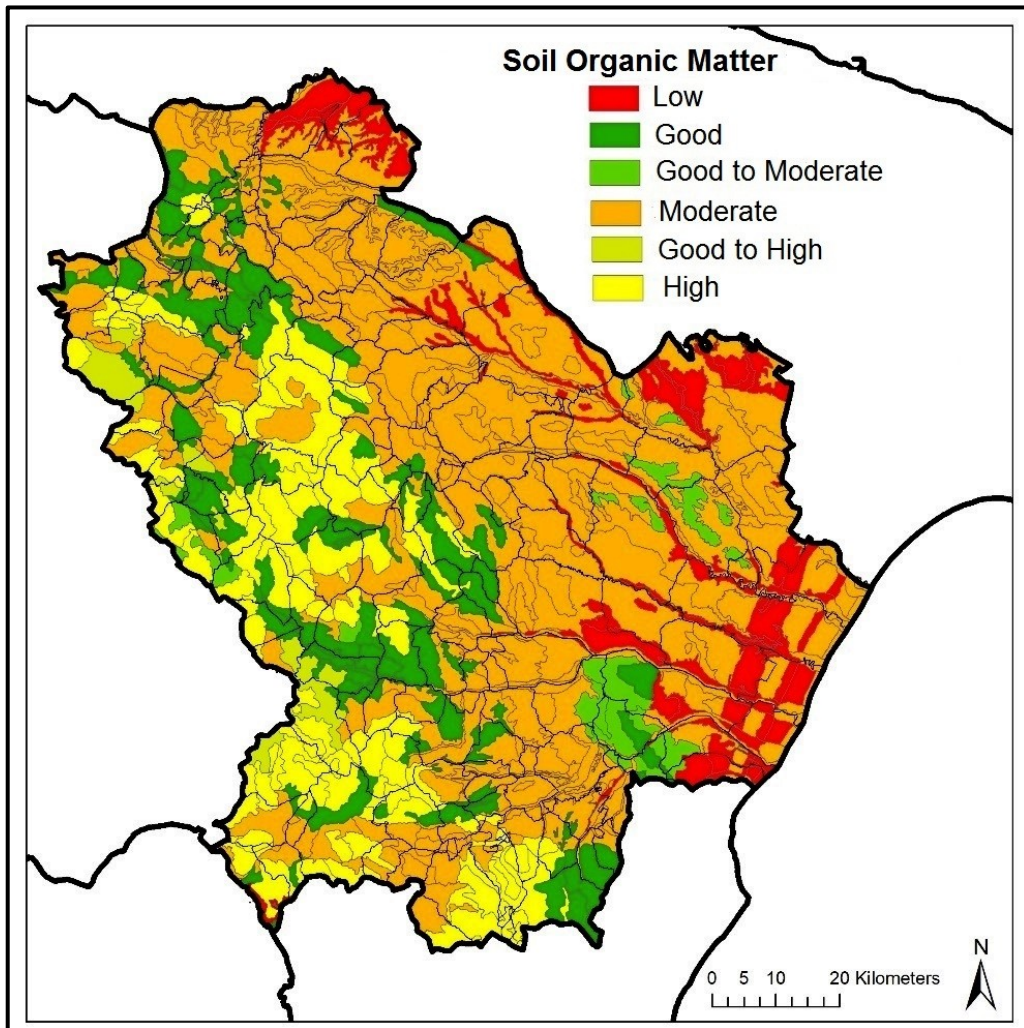 Soil Organic Matter
Low
Good
Good to Moderate
Moderate
Good to High
High
N
0 5 10 20 Kilometers